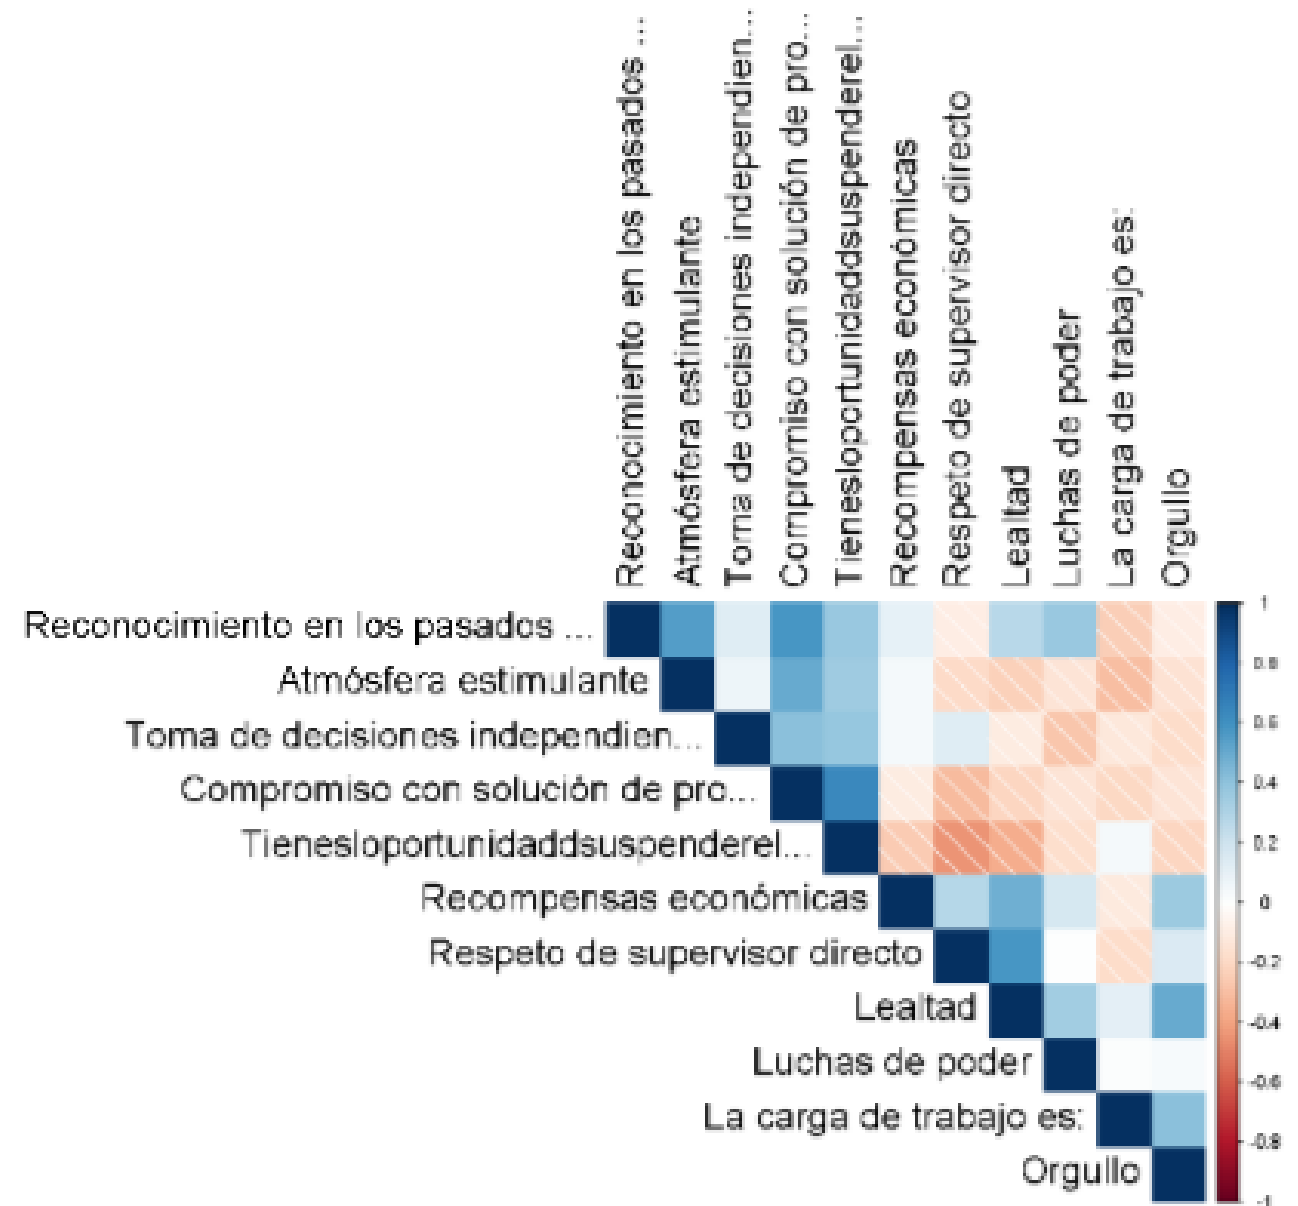 Reconocimiento en los pasados ...
Atmósfera estimulante
Toma de decisiones independien...
Compromiso con solución de pro...
Tienesloportunidaddsuspenderel...
Recompensas económicas
Respeto de supervisor directo
Lealtad
Luchas de poder
La carga de trabajo es:
Orgullo
Reconocimiento en los pasados ...
Atmósfera estimulante
Toma de decisiones independien...
Compromiso con solución de pro...
Tienesloportunidaddsuspenderel...
Recompensas económicas
Respeto de supervisor directo
Lealtad
Luchas de poder
La carga de trabajo es:
Orgullo
1
0.8
0.6
0.4
0.2
0
-0.2
-0.4
-0.6
-0.8
-1